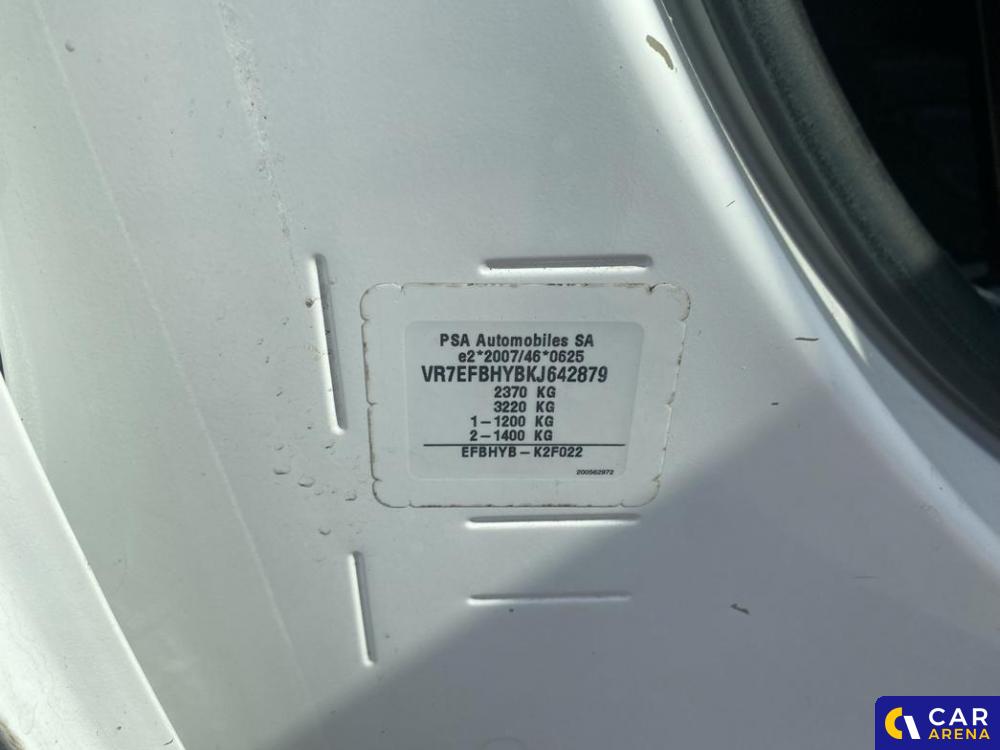 PSA Automobiles SA
e2*2007/46*0625
VR7EFBHYBKJ642879
2370 KG
3220 KG
1-1200 KG
2-1400 KG
EFBHYB-K2F022
200562972
CAR
ARENA